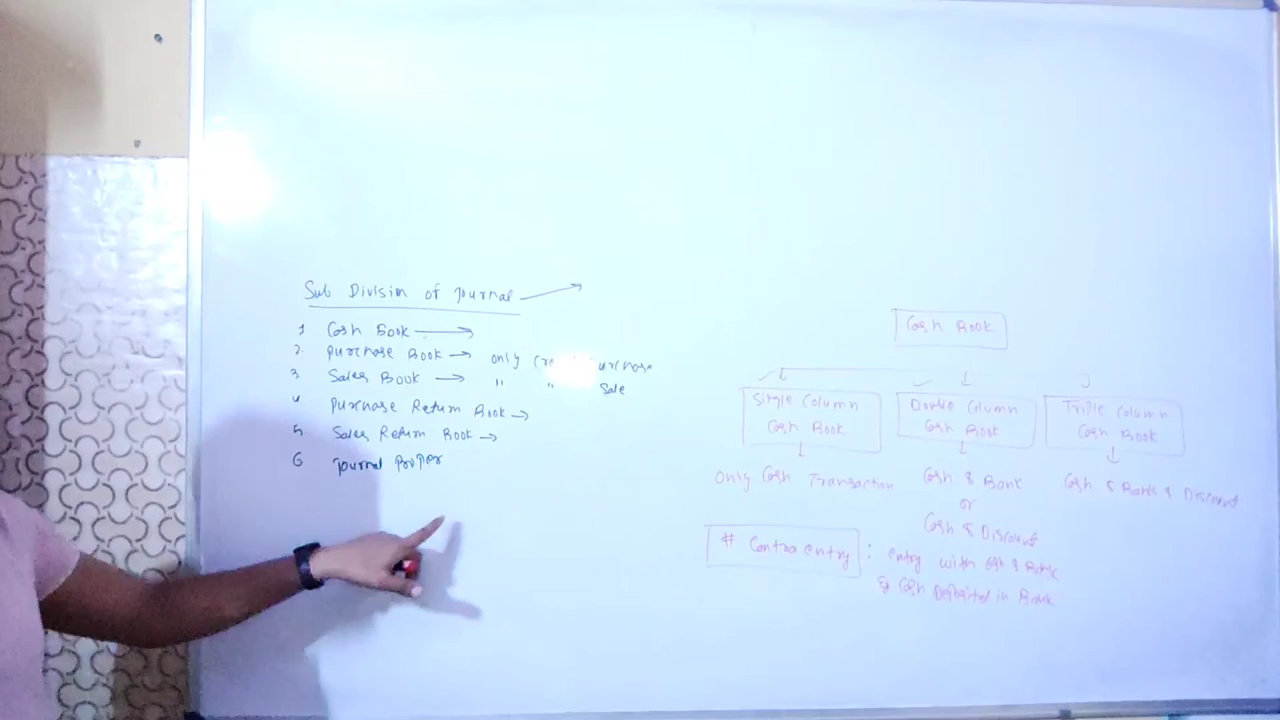 Sub Division of Journal
1 Cash Book
2. Purchase Book → only
3 Sales Book → " " Sale
4 Purchase Return Book →
5. Sales Return Book →
6 Journal Proper
Cash Book
Single Column
Cash Book
Only Cash Transaction
Double Column
Cash Book
Cash & Bank
or
Cash & Discount
Triple Column
Cash Book
Cash & Bank & Discount
# Contra entry : entry with Cash & Bank
Cash Deposited in Bank